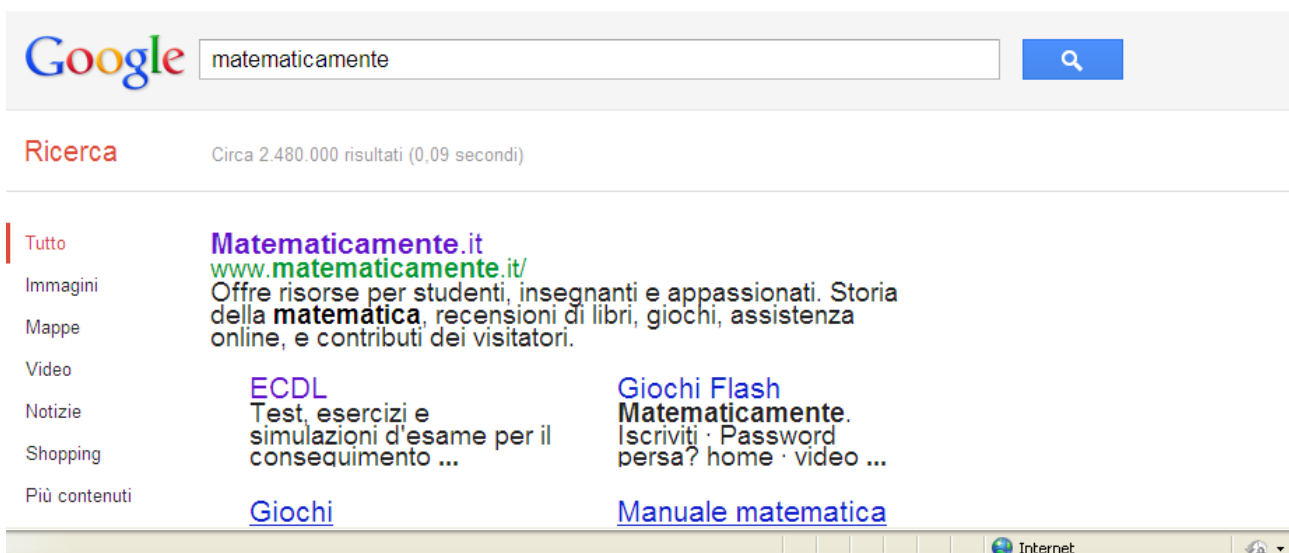 Google matematicamente
Ricerca Circa 2.480.000 risultati (0,09 secondi)
Tutto
Immagini
Mappe
Video
Notizie
Shopping
Più contenuti
Matematicamente.it
www.matematicamente.it/
Offre risorse per studenti, insegnanti e appassionati. Storia
della matematica, recensioni di libri, giochi, assistenza
online, e contributi dei visitatori.
ECDL
Test, esercizi e
simulazioni d'esame per il
conseguimento ...
Giochi Flash
Matematicamente.
Iscriviti · Password
persa? home · video ...
Giochi
Manuale matematica
Internet